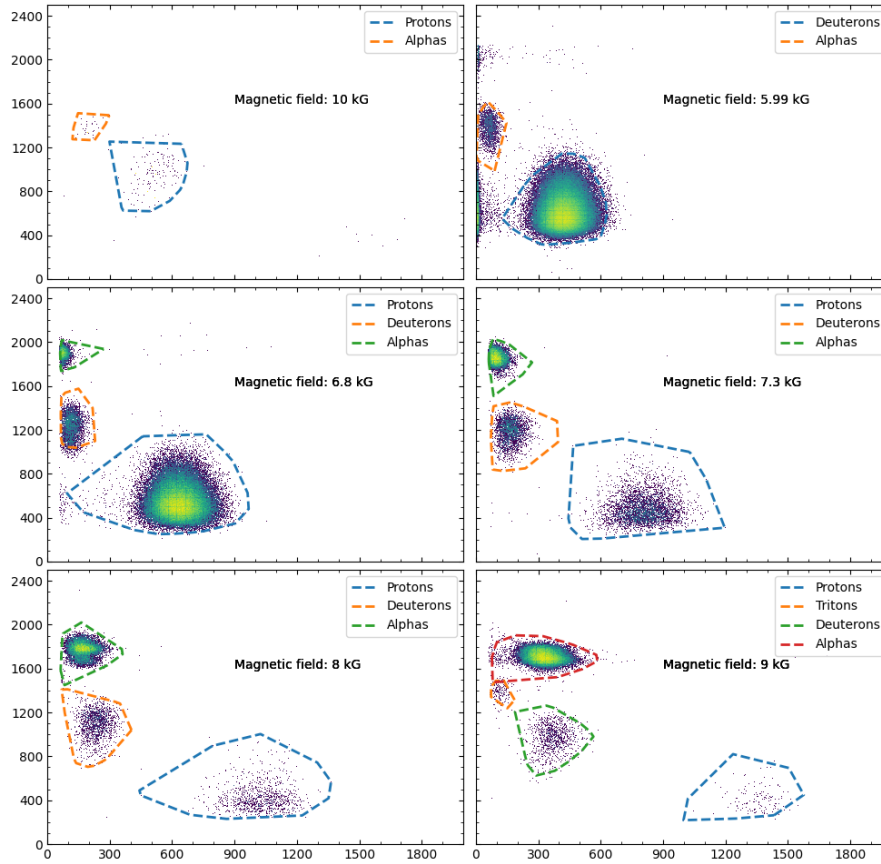 2400
2000
1600
1200
800
400
0
Protons
Alphas
Magnetic field: 10 kG
Deuterons
Alphas
Magnetic field: 5.99 kG
2400
2000
1600
1200
800
400
0
Protons
Deuterons
Alphas
Magnetic field: 6.8 kG
Protons
Deuterons
Alphas
Magnetic field: 7.3 kG
2400
2000
1600
1200
800
400
0
Protons
Deuterons
Alphas
Magnetic field: 8 kG
Protons
Tritons
Deuterons
Alphas
Magnetic field: 9 kG
0 300 600 900 1200 1500 1800
0 300 600 900 1200 1500 1800